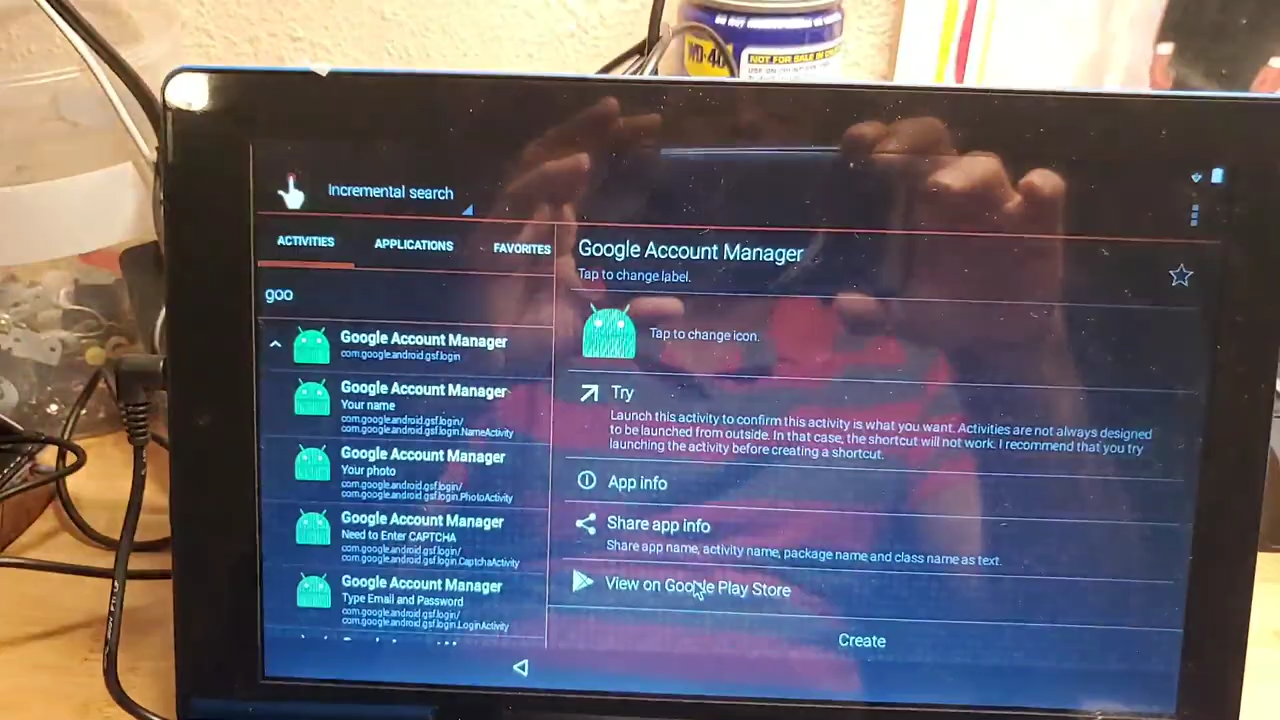 WD-40
NOT FOR SALE IN
Incremental search
ACTIVITIES
APPLICATIONS
FAVORITES
goo
Google Account Manager
com.google.android.gsf.login
Google Account Manager
Your name
com.google.android.gsf.login/
com.google.android.gsf.login.NameActivity
Google Account Manager
Your photo
com.google.android.gsf.login/
com.google.android.gsf.login.PhotoActivity
Google Account Manager
Need to Enter CAPTCHA
com.google.android.gsf.login/
com.google.android.gsf.login.CaptchaActivity
Google Account Manager
Type Email and Password
com.google.android.gsf.login/
com.google.android.gsf.login.LoginActivity
Google Account Manager
Tap to change label.
Tap to change icon.
Try
Launch this activity to confirm this activity is what you want. Activities are not always designed
to be launched from outside. In that case, the shortcut will not work. I recommend that you try
launching the activity before creating a shortcut.
App info
Share app info
Share app name, activity name, package name and class name as text.
View on Google Play Store
Create